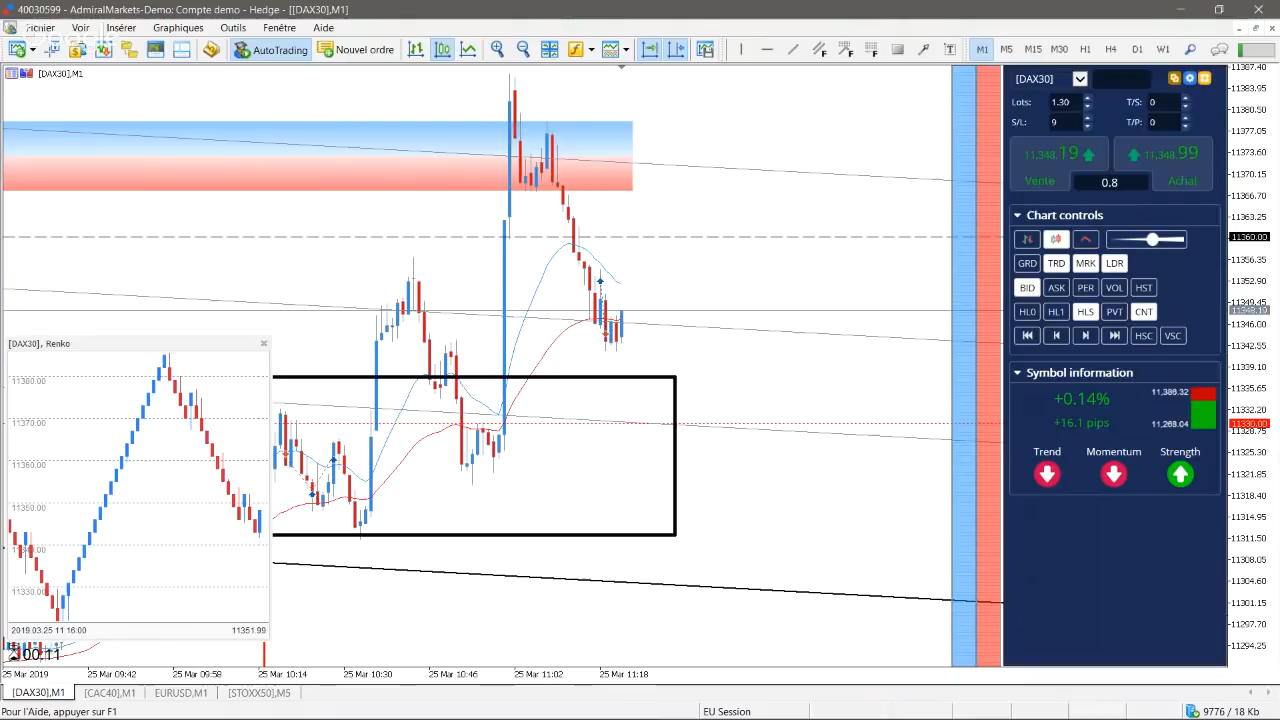 40030599 - AdmiralMarkets-Demo: Compte demo - Hedge - [[DAX30],M1]
Fichier Voir Insérer Graphiques Outils Fenêtre Aide
AutoTrading Nouvel ordre M1 M5 M15 M30 H1 H4 D1 W1
[DAX30],M1
11387.40
11383.95
11380.50
11377.05
11373.60
11370.15
11366.70
11363.25
11360.00
11356.35
11352.90
11349.45
11348.19
11346.00
11342.55
11339.10
11335.65
11332.20
11330.00
11325.30
11321.85
11318.40
11314.95
11311.50
11308.05
11304.60
11301.15
11297.70
11294.25
[DAX30]
Lots: 1.30 T/S: 0
S/L: 9 T/P: 0
11,348.19 11,348.99
Vente 0.8 Achat
Chart controls
GRD TRD MRK LDR
BID ASK PER VOL HST
HL0 HL1 HLS PVT CNT
HSC VSC
Symbol information
+0.14% 11,386.32
+16.1 pips 11,268.04
Trend Momentum Strength
[DAX30], Renko
11380.00
11370.00
11360.00
11350.00
11340.00
11330.00
2019.03.25 11:16:00 11351.99
00:11
25 Mar 2019 25 Mar 09:42 25 Mar 09:58 25 Mar 10:14 25 Mar 10:30 25 Mar 10:46 25 Mar 11:02 25 Mar 11:18
[DAX30],M1 [CAC40],M1 EURUSD,M1 [STOXX50],M5
Pour l'Aide, appuyer sur F1 EU Session 9776 / 18 Kb